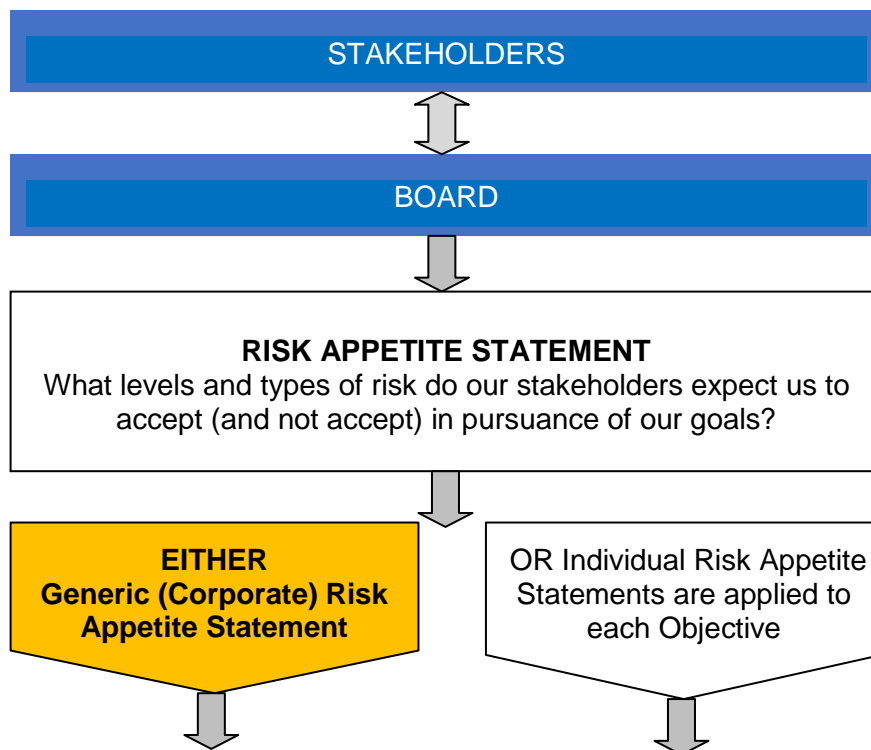 STAKEHOLDERS
BOARD
RISK APPETITE STATEMENT
What levels and types of risk do our stakeholders expect us to
accept (and not accept) in pursuance of our goals?
EITHER
Generic (Corporate) Risk
Appetite Statement
OR Individual Risk Appetite
Statements are applied to
each Objective